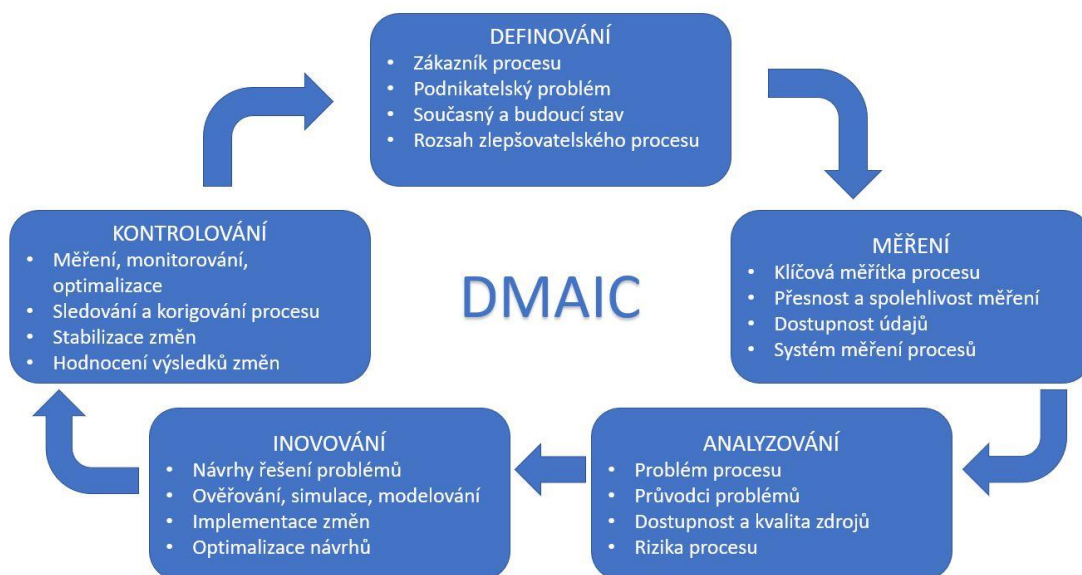 DEFINOVÁNÍ
• Zákazník procesu
• Podnikatelský problém
• Současný a budoucí stav
• Rozsah zlepšovatelského procesu
MĚŘENÍ
• Klíčová měřítka procesu
• Přesnost a spolehlivost měření
• Dostupnost údajů
• Systém měření procesů
ANALYZOVÁNÍ
• Problém procesu
• Průvodci problémů
• Dostupnost a kvalita zdrojů
• Rizika procesu
INOVOVÁNÍ
• Návrhy řešení problémů
• Ověřování, simulace, modelování
• Implementace změn
• Optimalizace návrhů
KONTROLOVÁNÍ
• Měření, monitorování,
optimalizace
• Sledování a korigování procesu
• Stabilizace změn
• Hodnocení výsledků změn
DMAIC